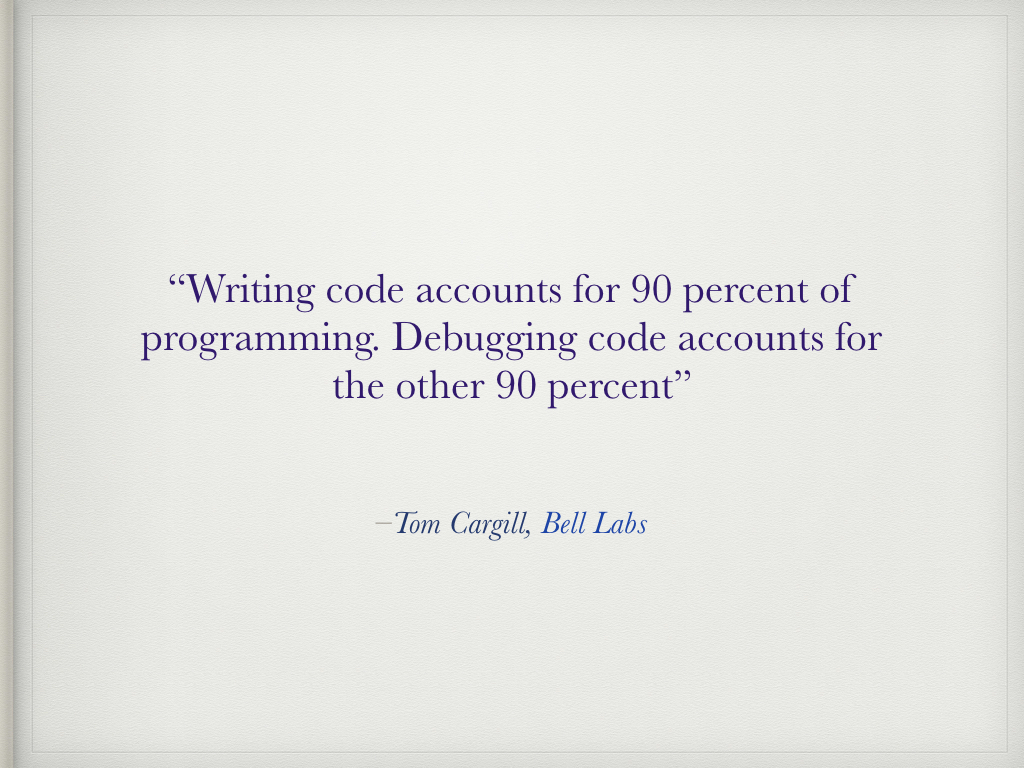 “Writing code accounts for 90 percent of
programming. Debugging code accounts for
the other 90 percent”
–Tom Cargill, Bell Labs